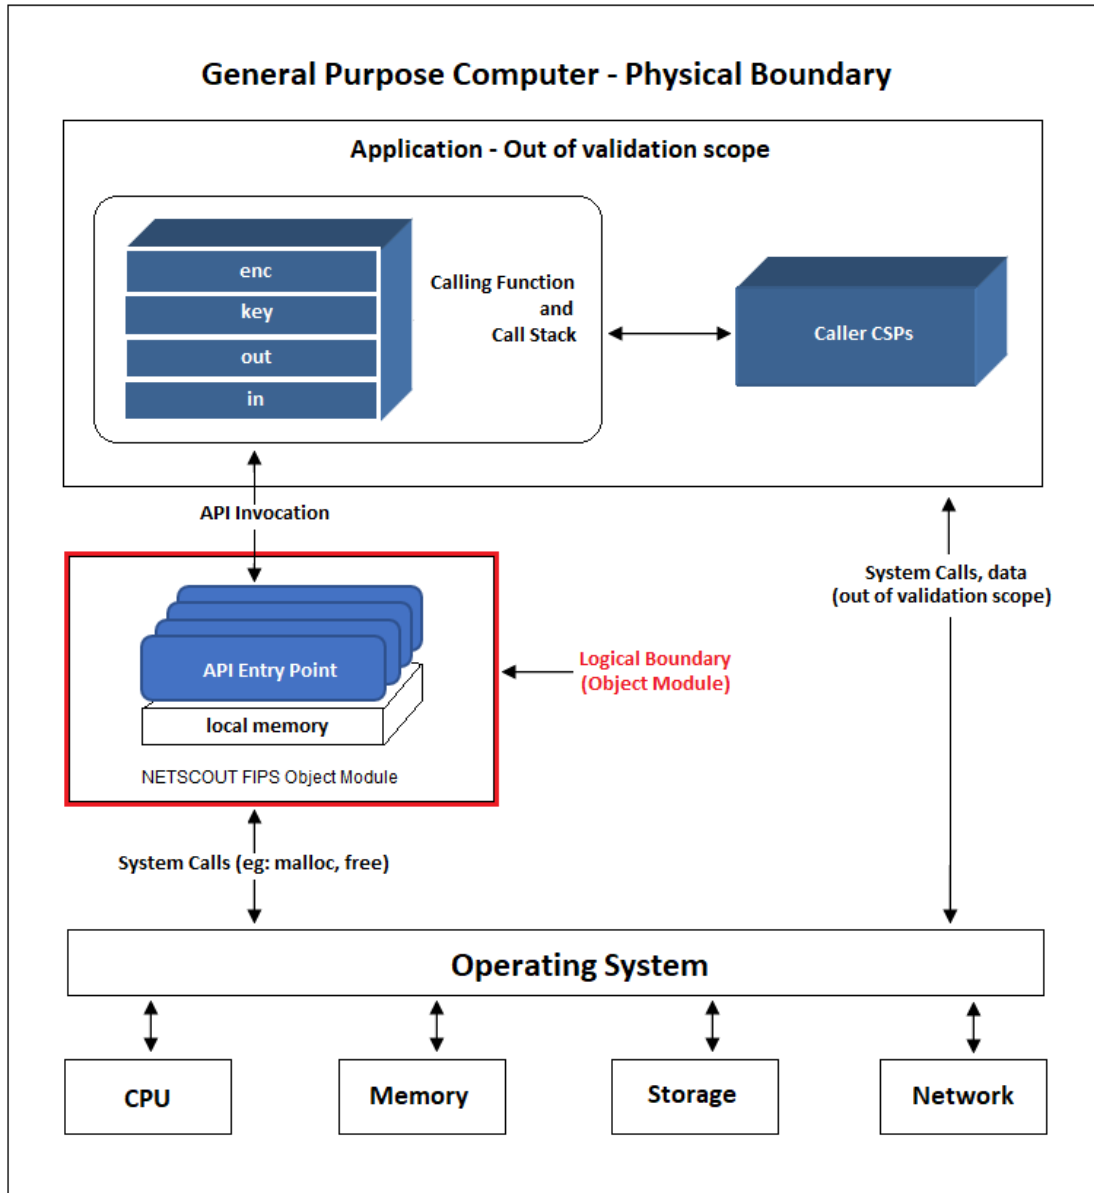 General Purpose Computer - Physical Boundary
Application - Out of validation scope
enc
key
out
in
Calling Function
and
Call Stack
Caller CSPs
API Invocation
System Calls, data
(out of validation scope)
API Entry Point
local memory
NETSCOUT FIPS Object Module
Logical Boundary
(Object Module)
System Calls (eg: malloc, free)
Operating System
CPU
Memory
Storage
Network